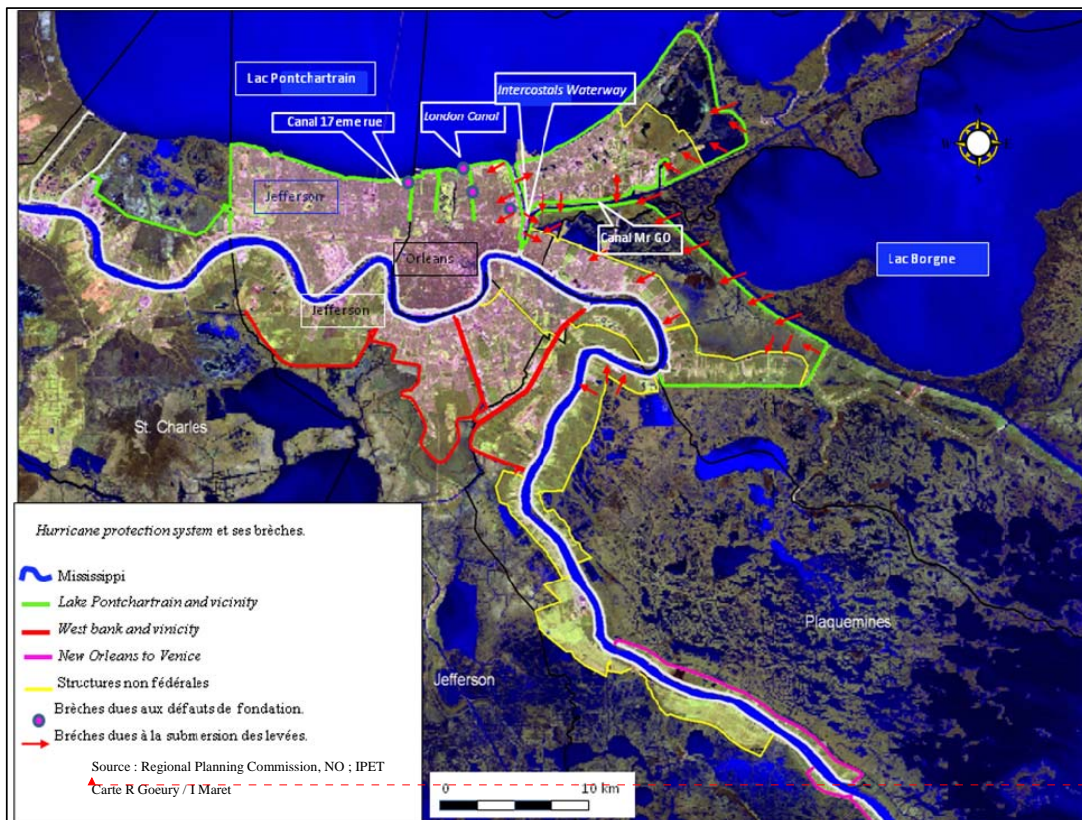 Lac Pontchartrain
Intercostals Waterway
London Canal
Canal 17eme rue
Jefferson
Canal Mr GO
Orleans
Lac Borgne
Jefferson
St. Charles
Plaquemines
Jefferson
Hurricane protection system et ses brèches.
Mississippi
Lake Pontchartrain and vicinity
West bank and vinicity
New Orleans to Venice
Structures non fédérales
Brèches dues aux défauts de fondation.
Bréches dues à la submersion des levées.
Source : Regional Planning Commission, NO ; IPET
Carte R Goeury / I Maret
0 10 km